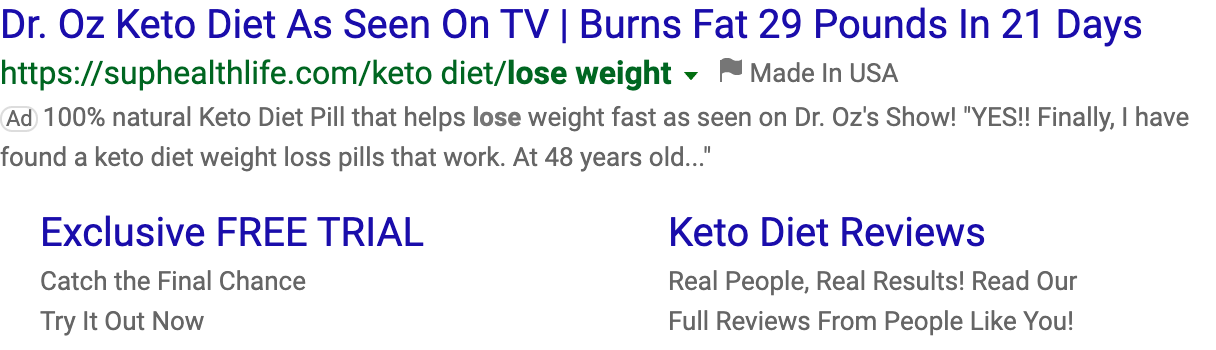 Dr. Oz Keto Diet As Seen On TV | Burns Fat 29 Pounds In 21 Days
https://suphealthlife.com/keto diet/lose weight Made In USA
Ad 100% natural Keto Diet Pill that helps lose weight fast as seen on Dr. Oz's Show! "YES!! Finally, I have
found a keto diet weight loss pills that work. At 48 years old..."
Exclusive FREE TRIAL
Catch the Final Chance
Try It Out Now
Keto Diet Reviews
Real People, Real Results! Read Our
Full Reviews From People Like You!